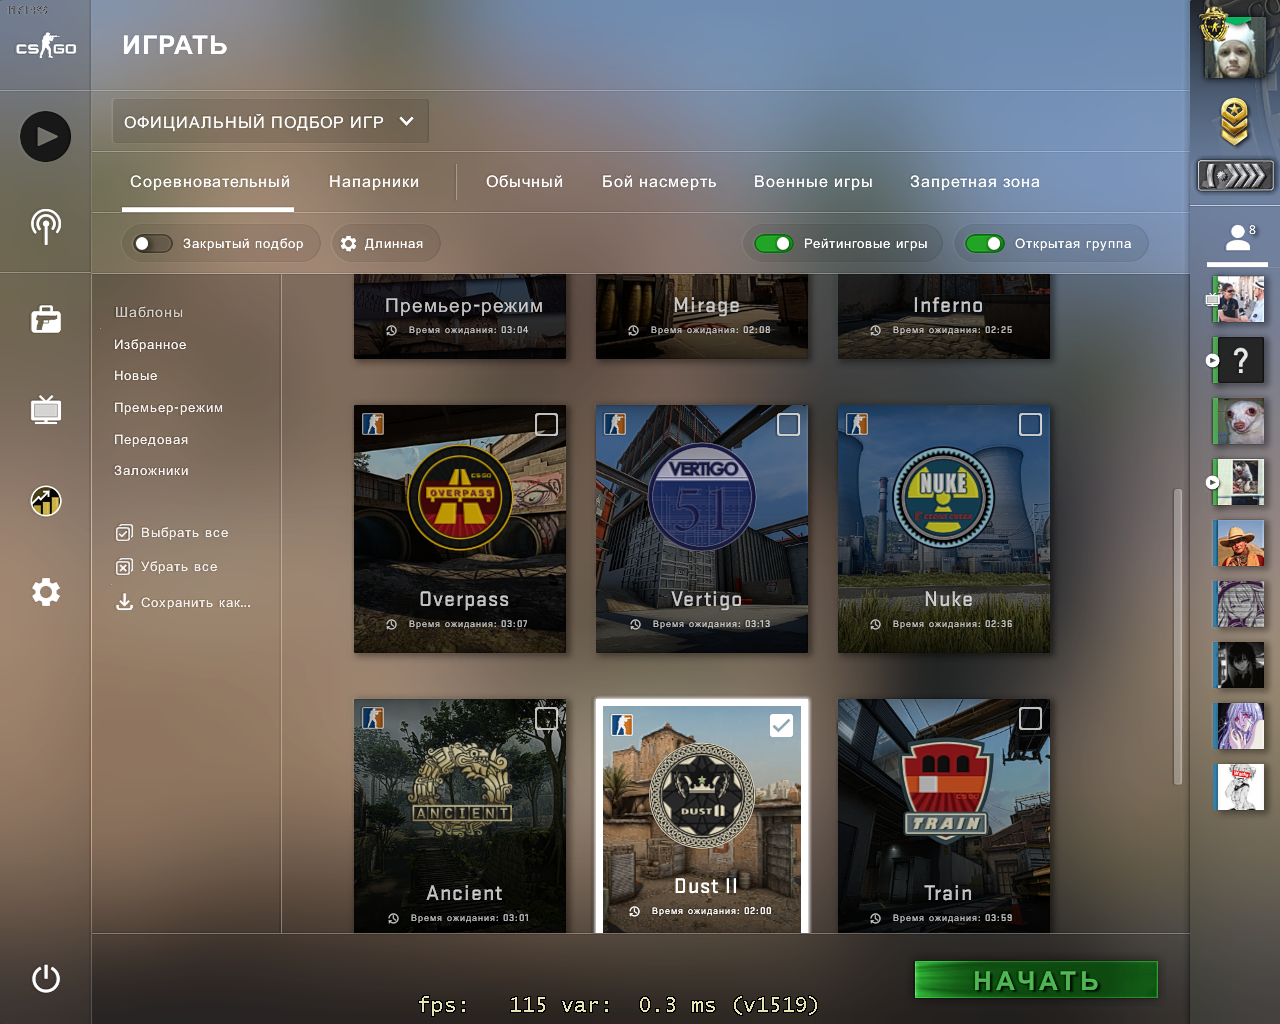 CS GO
ИГРАТЬ
ОФИЦИАЛЬНЫЙ ПОДБОР ИГР
Соревновательный Напарники Обычный Бой насмерть Военные игры Запретная зона
Закрытый подбор Длинная Рейтинговые игры Открытая группа
8
Шаблоны
Избранное
Новые
Премьер-режим
Передовая
Заложники
Выбрать все
Убрать все
Сохранить как...
Премьер-режим
Время ожидания: 03:04
Mirage
Время ожидания: 02:08
Inferno
Время ожидания: 02:25
CS GO
OVERPASS
Overpass
Время ожидания: 03:07
VERTIGO
51
Vertigo
Время ожидания: 03:13
NUKE
Nuke
Время ожидания: 02:36
ANCIENT
Ancient
Время ожидания: 03:01
DUST II
Dust II
Время ожидания: 02:00
CS GO
TRAIN
Train
Время ожидания: 03:59
?
НАЧАТЬ
fps: 115 var: 0.3 ms (v1519)